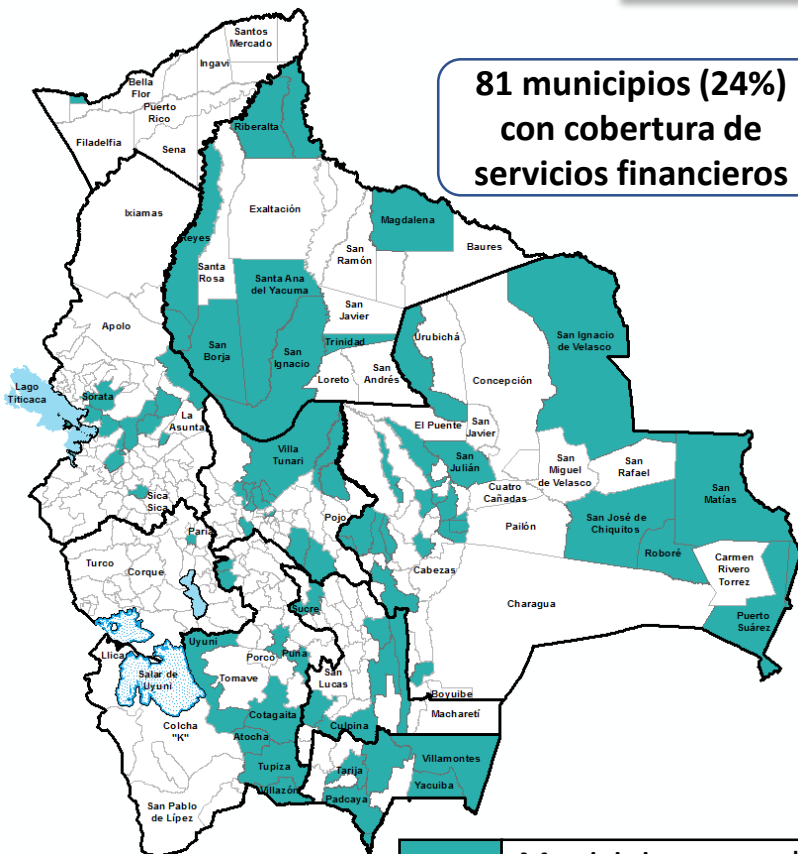 81 municipios (24%)
con cobertura de
servicios financieros
Santos
Mercado
Ingavi
Bella
Flor
Puerto
Rico
Filadelfia
Sena
Riberalta
Ixiamas
Exaltación
Magdalena
Reyes
San
Ramón
Baures
Santa
Rosa
Santa Ana
del Yacuma
San
Javier
Apolo
San
Borja
San
Ignacio
Trinidad
Loreto
San
Andrés
Urubichá
San Ignacio
de Velasco
Concepción
Lago
Titicaca
Sorata
La
Asunta
El Puente
San
Javier
Villa
Tunari
San
Julián
San
Miguel
de Velasco
San
Rafael
San
Matías
Cuatro
Cañadas
Sica
Sica
Pojo
Pailón
San José de
Chiquitos
Paria
Roboré
Carmen
Rivero
Torrez
Turco
Corque
Cabezas
Charagua
Sucre
Puerto
Suárez
Uyuni
Llica
Porco
Puna
Salar de
Uyuni
Tomave
San
Lucas
Boyuibe
Macharetí
Colcha
"K"
Cotagaita
Culpina
Atocha
Tupiza
Tarija
Villamontes
Yacuiba
Villazón
Padcaya
San Pablo
de Lípez